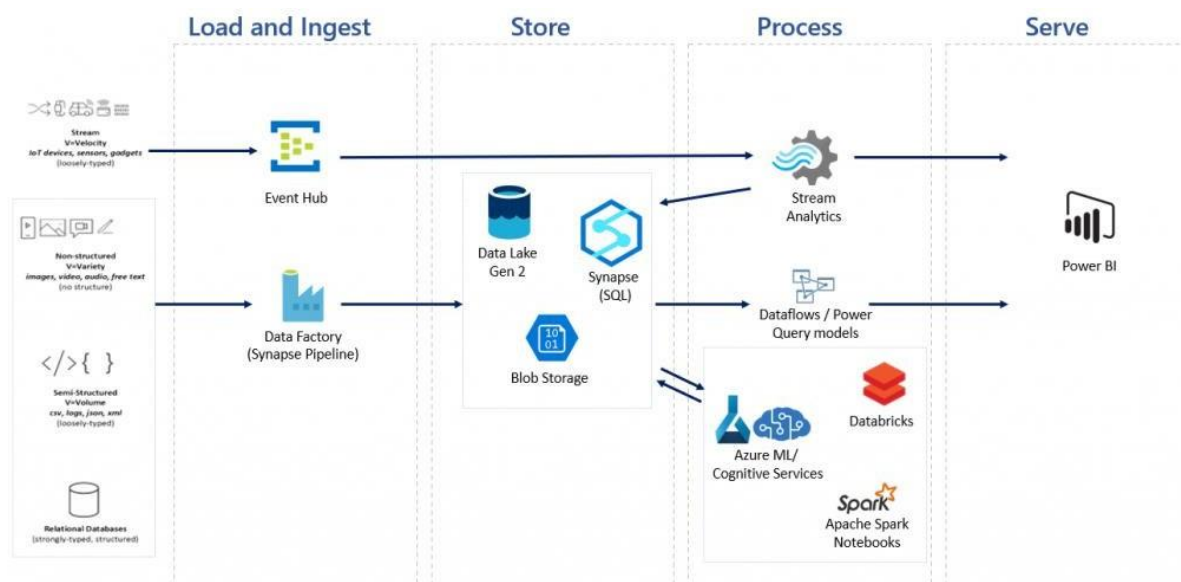 Load and Ingest
Store
Process
Serve
Stream
V=Velocity
IoT devices, sensors, gadgets
(loosely-typed)
Event Hub
Stream
Analytics
Non-structured
V=Variety
images, video, audio, free text
(no structure)
Data Lake
Gen 2
Synapse
(SQL)
Power BI
Data Factory
(Synapse Pipeline)
Dataflows / Power
Query models
10
01
Blob Storage
</>{ }
Semi-Structured
V=Volume
csv, logs, json, xml
(loosely-typed)
Databricks
Azure ML/
Cognitive Services
Spark
Apache Spark
Notebooks
Relational Databases
(strongly-typed, structured)